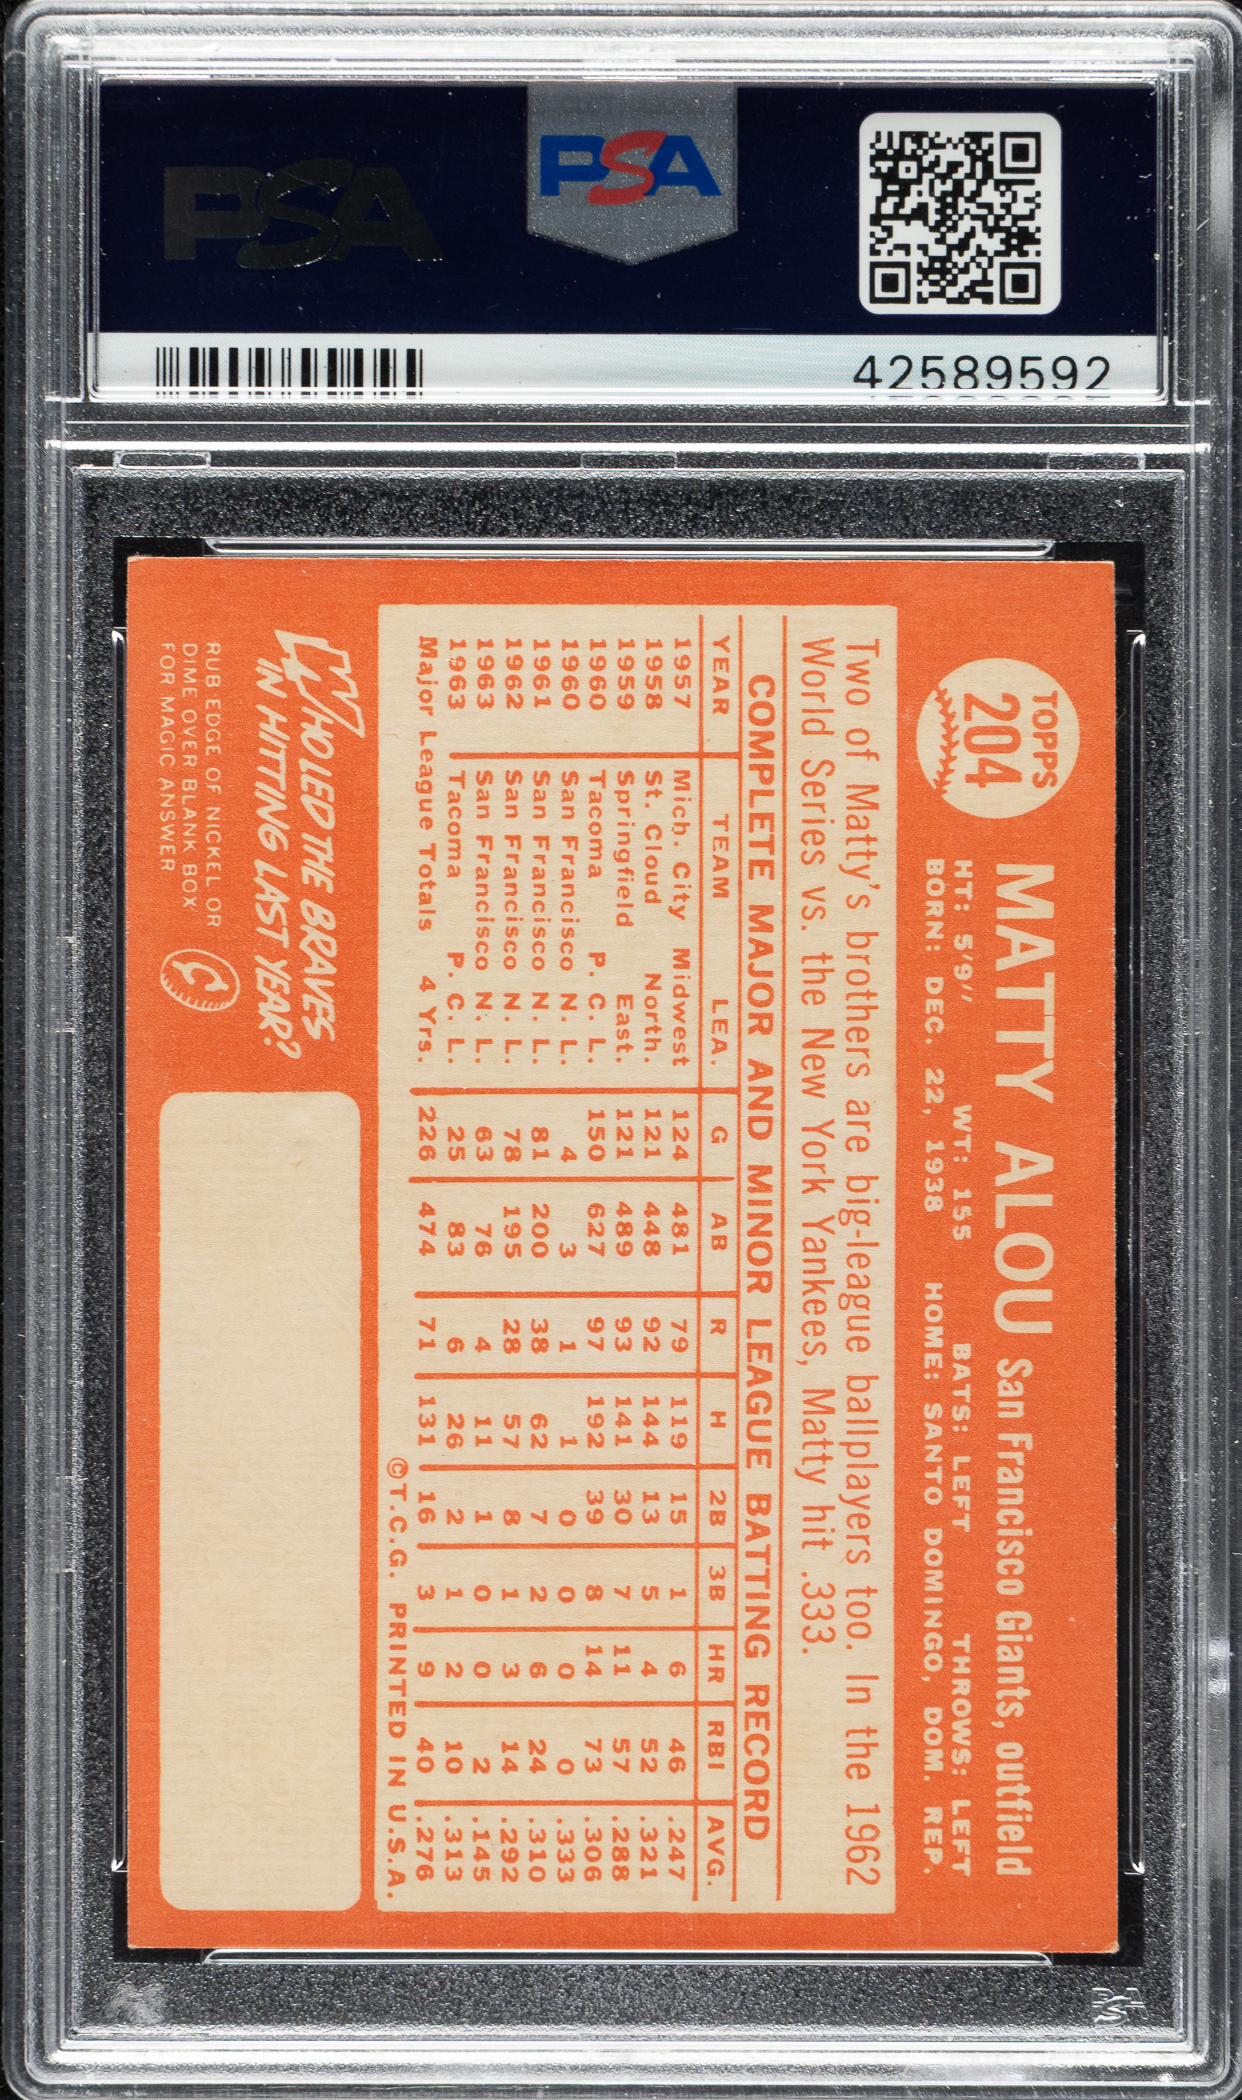 PSA
PSA
42589592
TOPPS
204
MATTY ALOU San Francisco Giants, outfield
HT: 5'9" WT: 155 BATS: LEFT THROWS: LEFT
BORN: DEC. 22, 1938 HOME: SANTO DOMINGO, DOM. REP.
Two of Matty's brothers are big-league ballplayers too. In the 1962
World Series vs. the New York Yankees, Matty hit .333.
COMPLETE MAJOR AND MINOR LEAGUE BATTING RECORD
YEAR TEAM LEA. G AB R H 2B 3B HR RBI AVG.
1957 Mich. City Midwest 124 481 79 119 15 1 6 46 .247
1958 St. Cloud North. 121 448 92 144 13 5 4 52 .321
1959 Springfield East. 121 489 93 141 30 7 11 57 .288
1960 Tacoma P. C. L. 150 627 97 192 39 8 14 73 .306
1960 San Francisco N. L. 4 3 1 1 0 0 0 0 .333
1961 San Francisco N. L. 81 200 38 62 7 2 6 24 .310
1962 San Francisco N. L. 78 195 28 57 8 1 3 14 .292
1963 San Francisco N. L. 63 76 4 11 1 0 0 2 .145
1963 Tacoma P. C. L. 25 83 6 26 2 1 2 10 .313
Major League Totals 4 Yrs. 226 474 71 131 16 3 9 40 .276
©T.C.G. PRINTED IN U.S.A.
WHO LED THE BRAVES
IN HITTING LAST YEAR?
RUB EDGE OF NICKEL OR
DIME OVER BLANK BOX
FOR MAGIC ANSWER